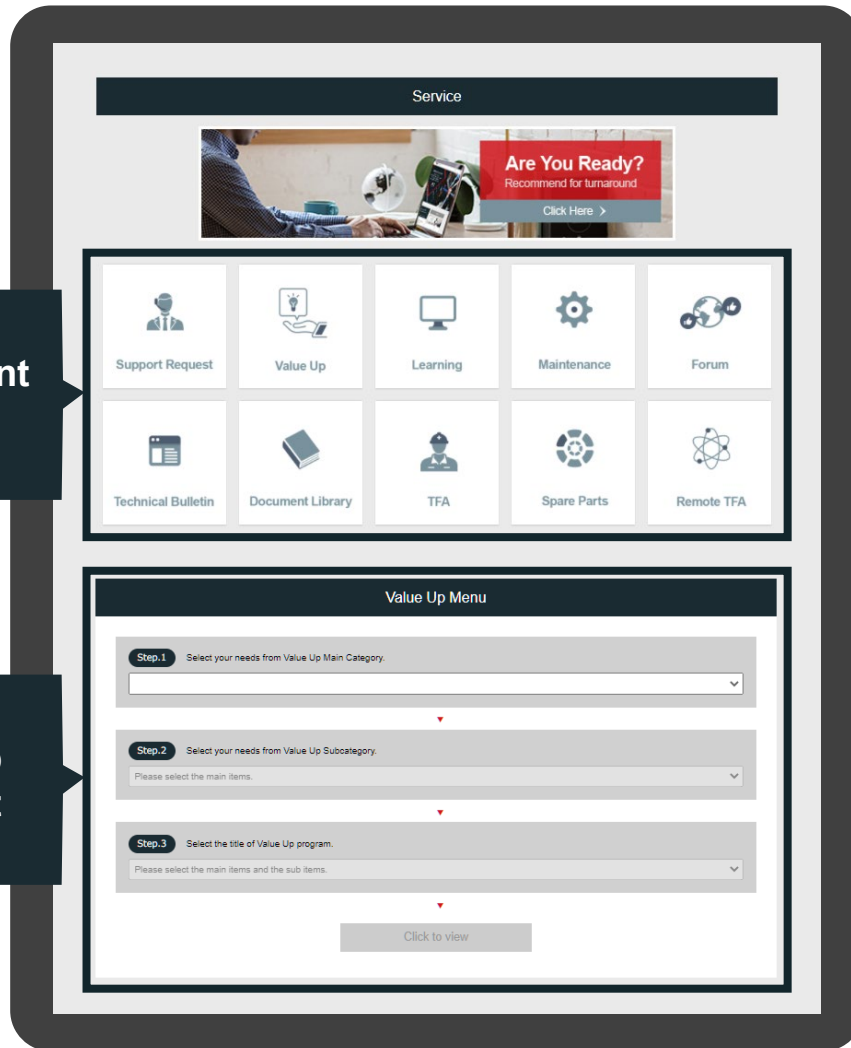 Service
Are You Ready?
Recommend for turnaround
Click Here >
Support Request
Value Up
Learning
Maintenance
Forum
Technical Bulletin
Document Library
TFA
Spare Parts
Remote TFA
Value Up Menu
Step.1 Select your needs from Value Up Main Category.
Step.2 Select your needs from Value Up Subcategory.
Please select the main items.
Step.3 Select the title of Value Up program.
Please select the main items and the sub items.
Click to view